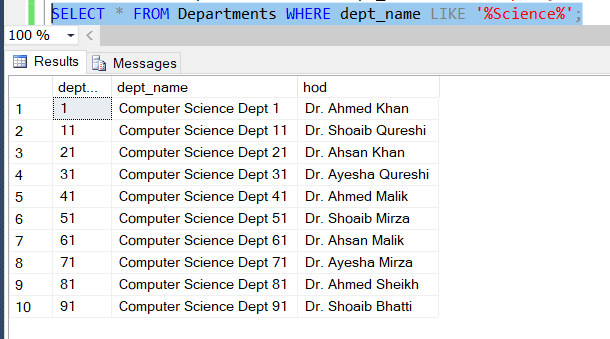 SELECT * FROM Departments WHERE dept_name LIKE '%Science%';
100 %
Results Messages
dept... dept_name hod
1 1 Computer Science Dept 1 Dr. Ahmed Khan
2 11 Computer Science Dept 11 Dr. Shoaib Qureshi
3 21 Computer Science Dept 21 Dr. Ahsan Khan
4 31 Computer Science Dept 31 Dr. Ayesha Qureshi
5 41 Computer Science Dept 41 Dr. Ahmed Malik
6 51 Computer Science Dept 51 Dr. Shoaib Mirza
7 61 Computer Science Dept 61 Dr. Ahsan Malik
8 71 Computer Science Dept 71 Dr. Ayesha Mirza
9 81 Computer Science Dept 81 Dr. Ahmed Sheikh
10 91 Computer Science Dept 91 Dr. Shoaib Bhatti